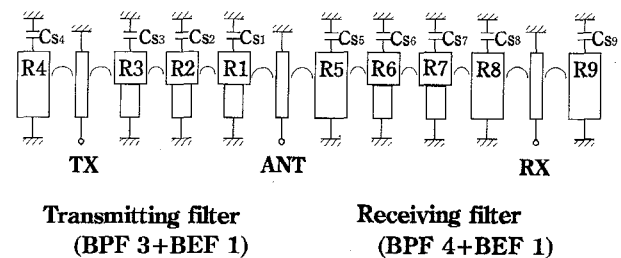 Cs4 Cs3 Cs2 Cs1 Cs5 Cs6 Cs7 Cs8 Cs9
R4 R3 R2 R1 R5 R6 R7 R8 R9
TX ANT RX
Transmitting filter Receiving filter
(BPF 3+BEF 1) (BPF 4+BEF 1)